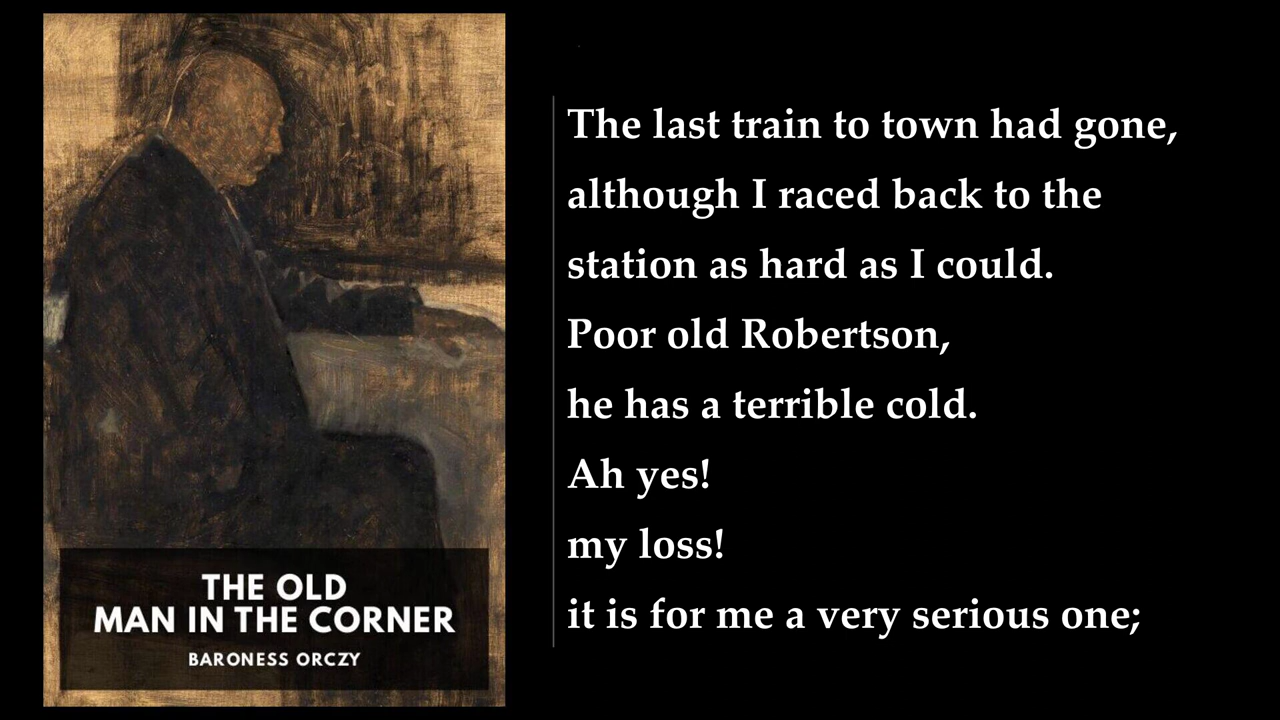 THE OLD
MAN IN THE CORNER
BARONESS ORCZY
The last train to town had gone,
although I raced back to the
station as hard as I could.
Poor old Robertson,
he has a terrible cold.
Ah yes!
my loss!
it is for me a very serious one;